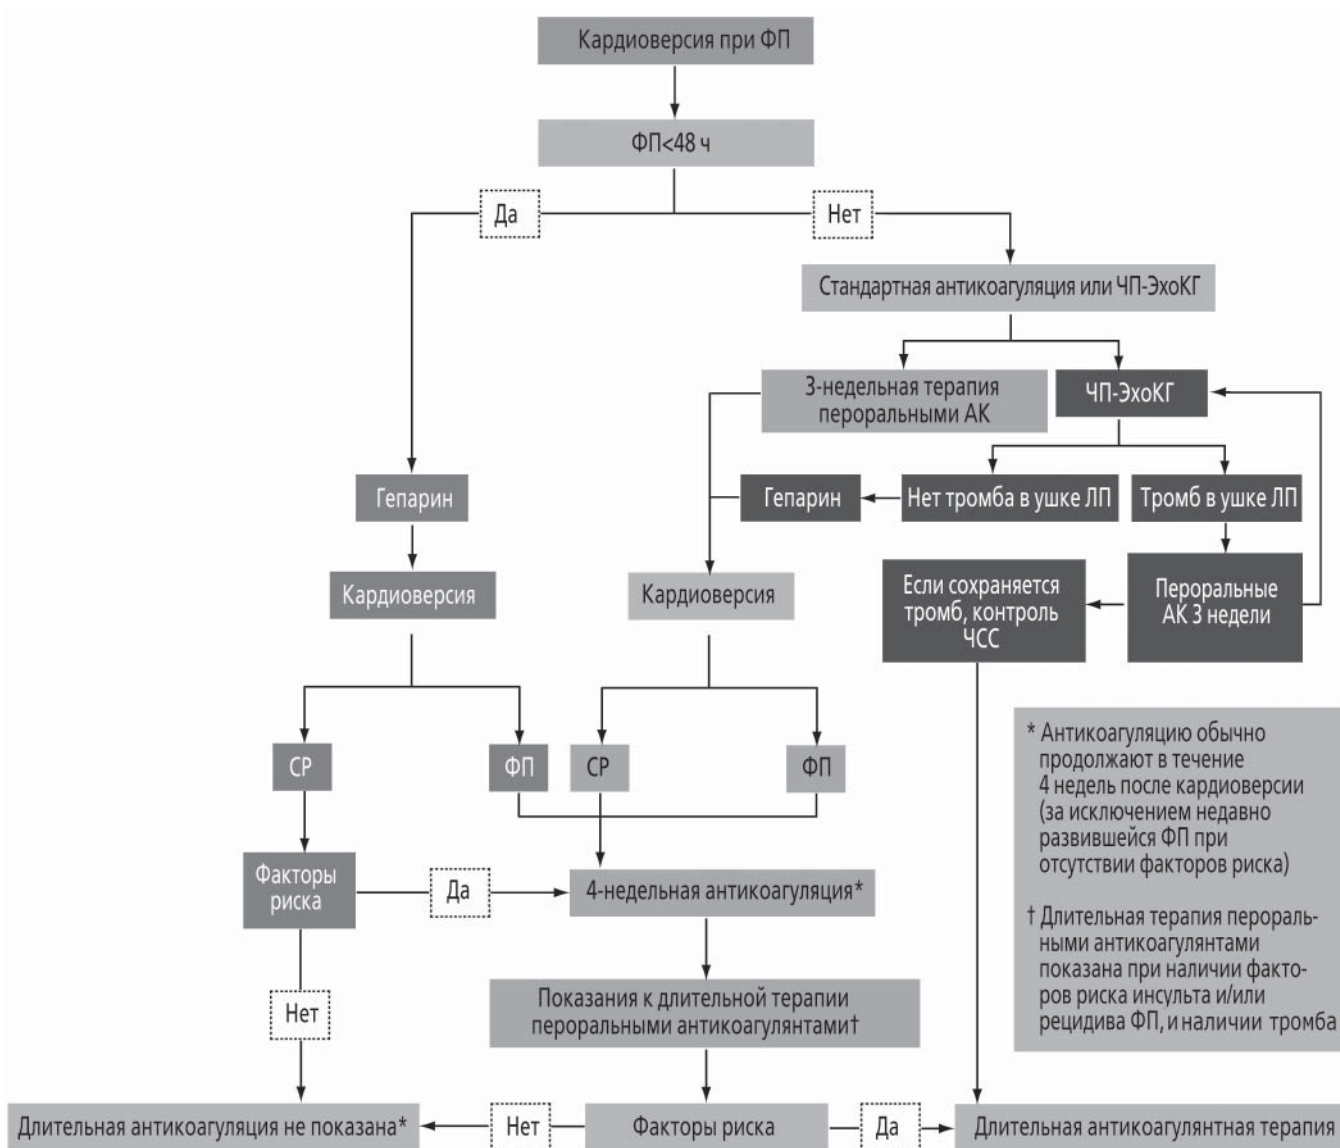 Кардиоверсия при ФП
ФП<48 ч
Да
Нет
Стандартная антикоагуляция или ЧП-ЭхоКГ
3-недельная терапия
пероральными АК
ЧП-ЭхоКГ
Гепарин
Гепарин
Нет тромба в ушке ЛП
Тромб в ушке ЛП
Кардиоверсия
Кардиоверсия
Если сохраняется
тромб, контроль
ЧСС
Пероральные
АК 3 недели
СР
ФП
СР
ФП
* Антикоагуляцию обычно
продолжают в течение
4 недель после кардиоверсии
(за исключением недавно
развившейся ФП при
отсутствии факторов риска)
† Длительная терапия перораль-
ными антикоагулянтами
показана при наличии факто-
ров риска инсульта и/или
рецидива ФП, и наличии тромба
Факторы
риска
Да
4-недельная антикоагуляция*
Нет
Показания к длительной терапии
пероральными антикоагулянтами†
Длительная антикоагуляция не показана*
Нет
Факторы риска
Да
Длительная антикоагулянтная терапия